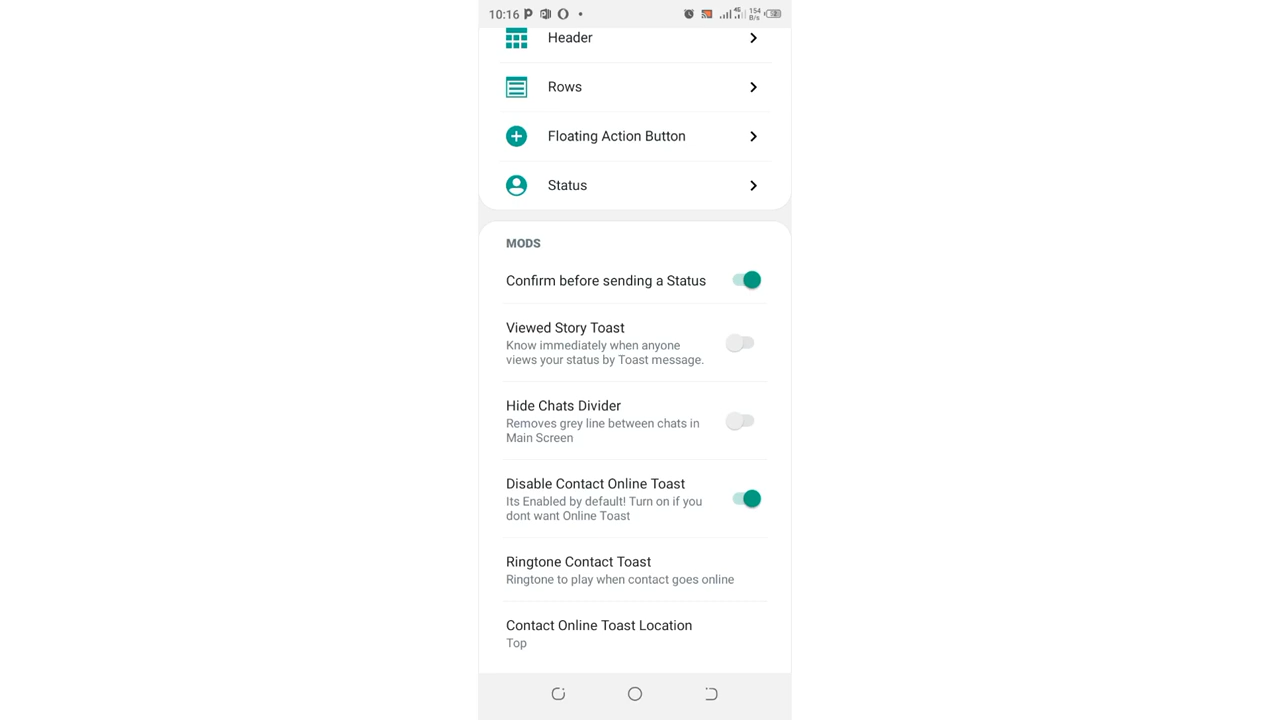 10:16
4G
154
B/s
Header
Rows
Floating Action Button
Status
MODS
Confirm before sending a Status
Viewed Story Toast
Know immediately when anyone
views your status by Toast message.
Hide Chats Divider
Removes grey line between chats in
Main Screen
Disable Contact Online Toast
Its Enabled by default! Turn on if you
dont want Online Toast
Ringtone Contact Toast
Ringtone to play when contact goes online
Contact Online Toast Location
Top